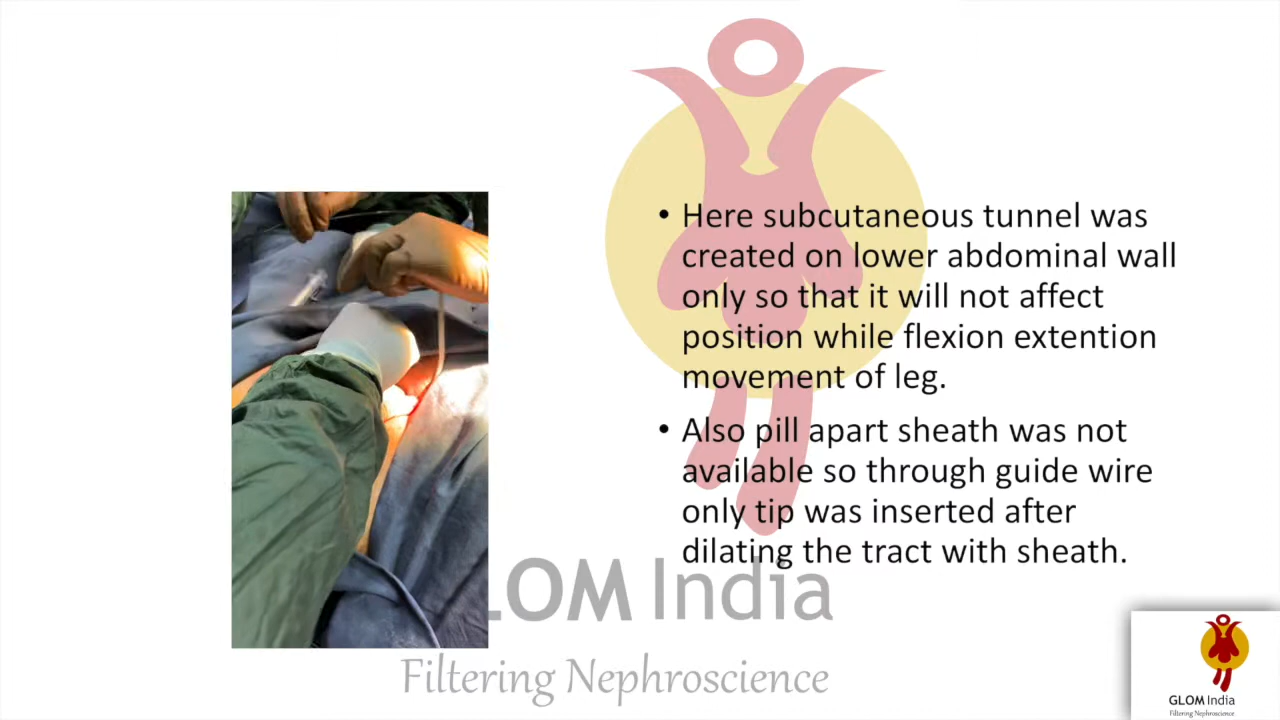 • Here subcutaneous tunnel was
created on lower abdominal wall
only so that it will not affect
position while flexion extention
movement of leg.
• Also pill apart sheath was not
available so through guide wire
only tip was inserted after
dilating the tract with sheath.
LOM India
Filtering Nephroscience
GLOM India
Filtering Nephroscience